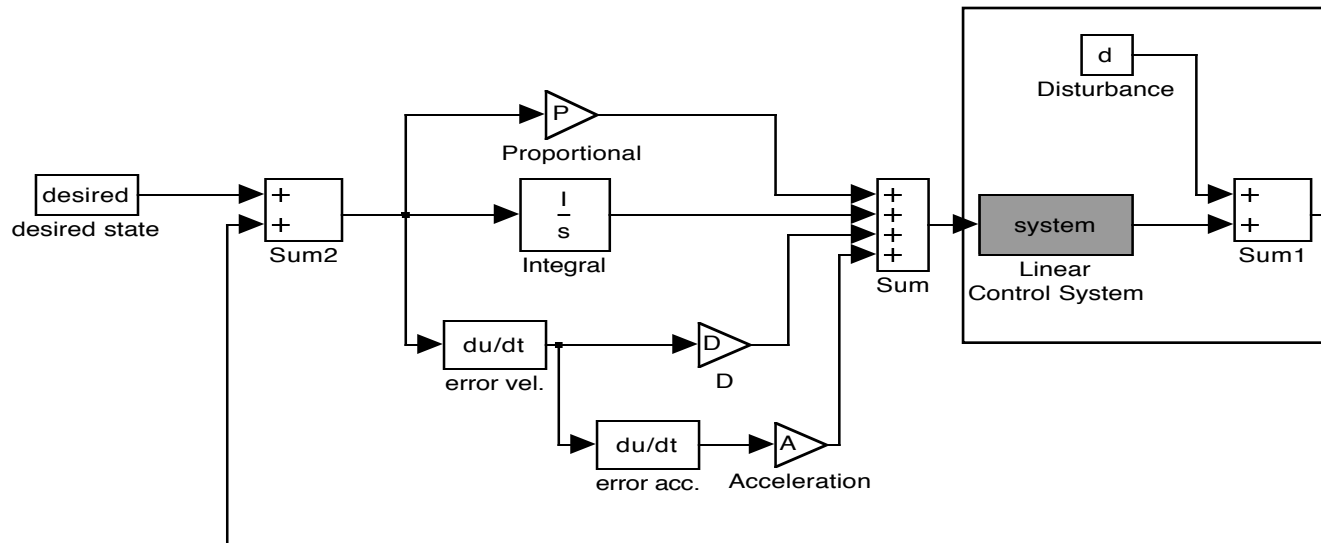 d
Disturbance
P
Proportional
desired
desired state
+
+
Sum2
I
s
Integral
+
+
+
+
Sum
system
Linear
Control System
+
+
Sum1
du/dt
error vel.
D
D
du/dt
error acc.
A
Acceleration